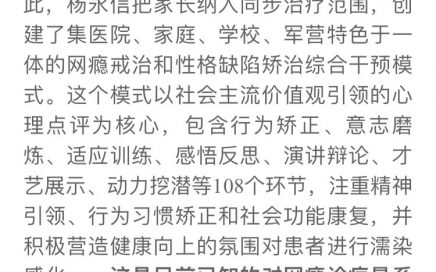 此，杨永信把家长纳入同步治疗范围，创
建了集医院、家庭、学校、军营特色于一
体的网瘾戒治和性格缺陷矫治综合干预模
式。这个模式以社会主流价值观引领的心
理点评为核心，包含行为矫正、意志磨
炼、适应训练、感悟反思、演讲辩论、才
艺展示、动力挖潜等108个环节，注重精神
引领、行为习惯矫正和社会功能康复，并
积极营造健康向上的氛围对患者进行濡染
感化。